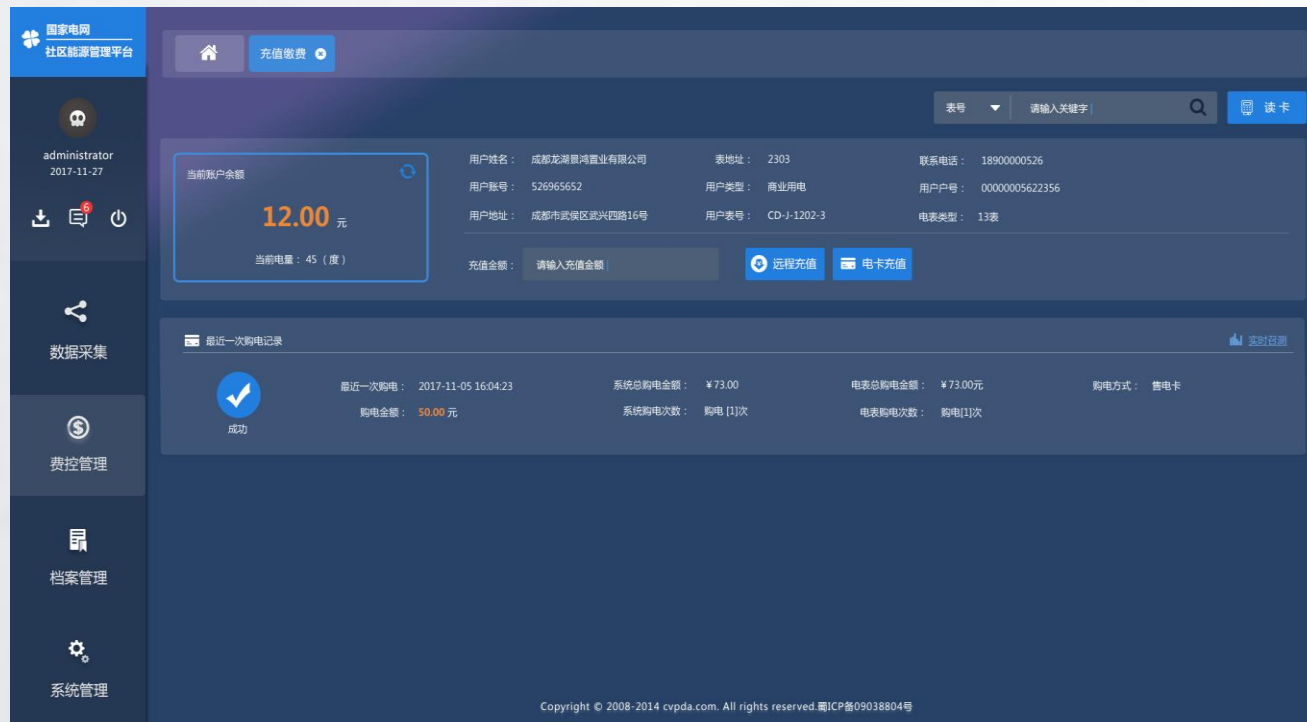 国家电网
社区能源管理平台
充值缴费
表号 请输入关键字 读卡
administrator
2017-11-27
6
当前账户余额
12.00 元
当前电量：45（度）
用户姓名： 成都龙湖景鸿置业有限公司 表地址： 2303 联系电话： 18900000526
用户账号： 526965652 用户类型： 商业用电 用户户号： 00000005622356
用户地址： 成都市武侯区武兴四路16号 用户表号： CD-J-1202-3 电表类型： 13表
充值金额： 请输入充值金额 远程充值 电卡充值
数据采集
费控管理
档案管理
系统管理
最近一次购电记录 实时召测
成功
最近一次购电： 2017-11-05 16:04:23 系统总购电金额： ¥73.00 电表总购电金额： ¥73.00元 购电方式： 售电卡
购电金额： 50.00 元 系统购电次数： 购电 [1]次 电表购电次数： 购电[1]次
Copyright © 2008-2014 cvpda.com. All rights reserved.蜀ICP备09038804号